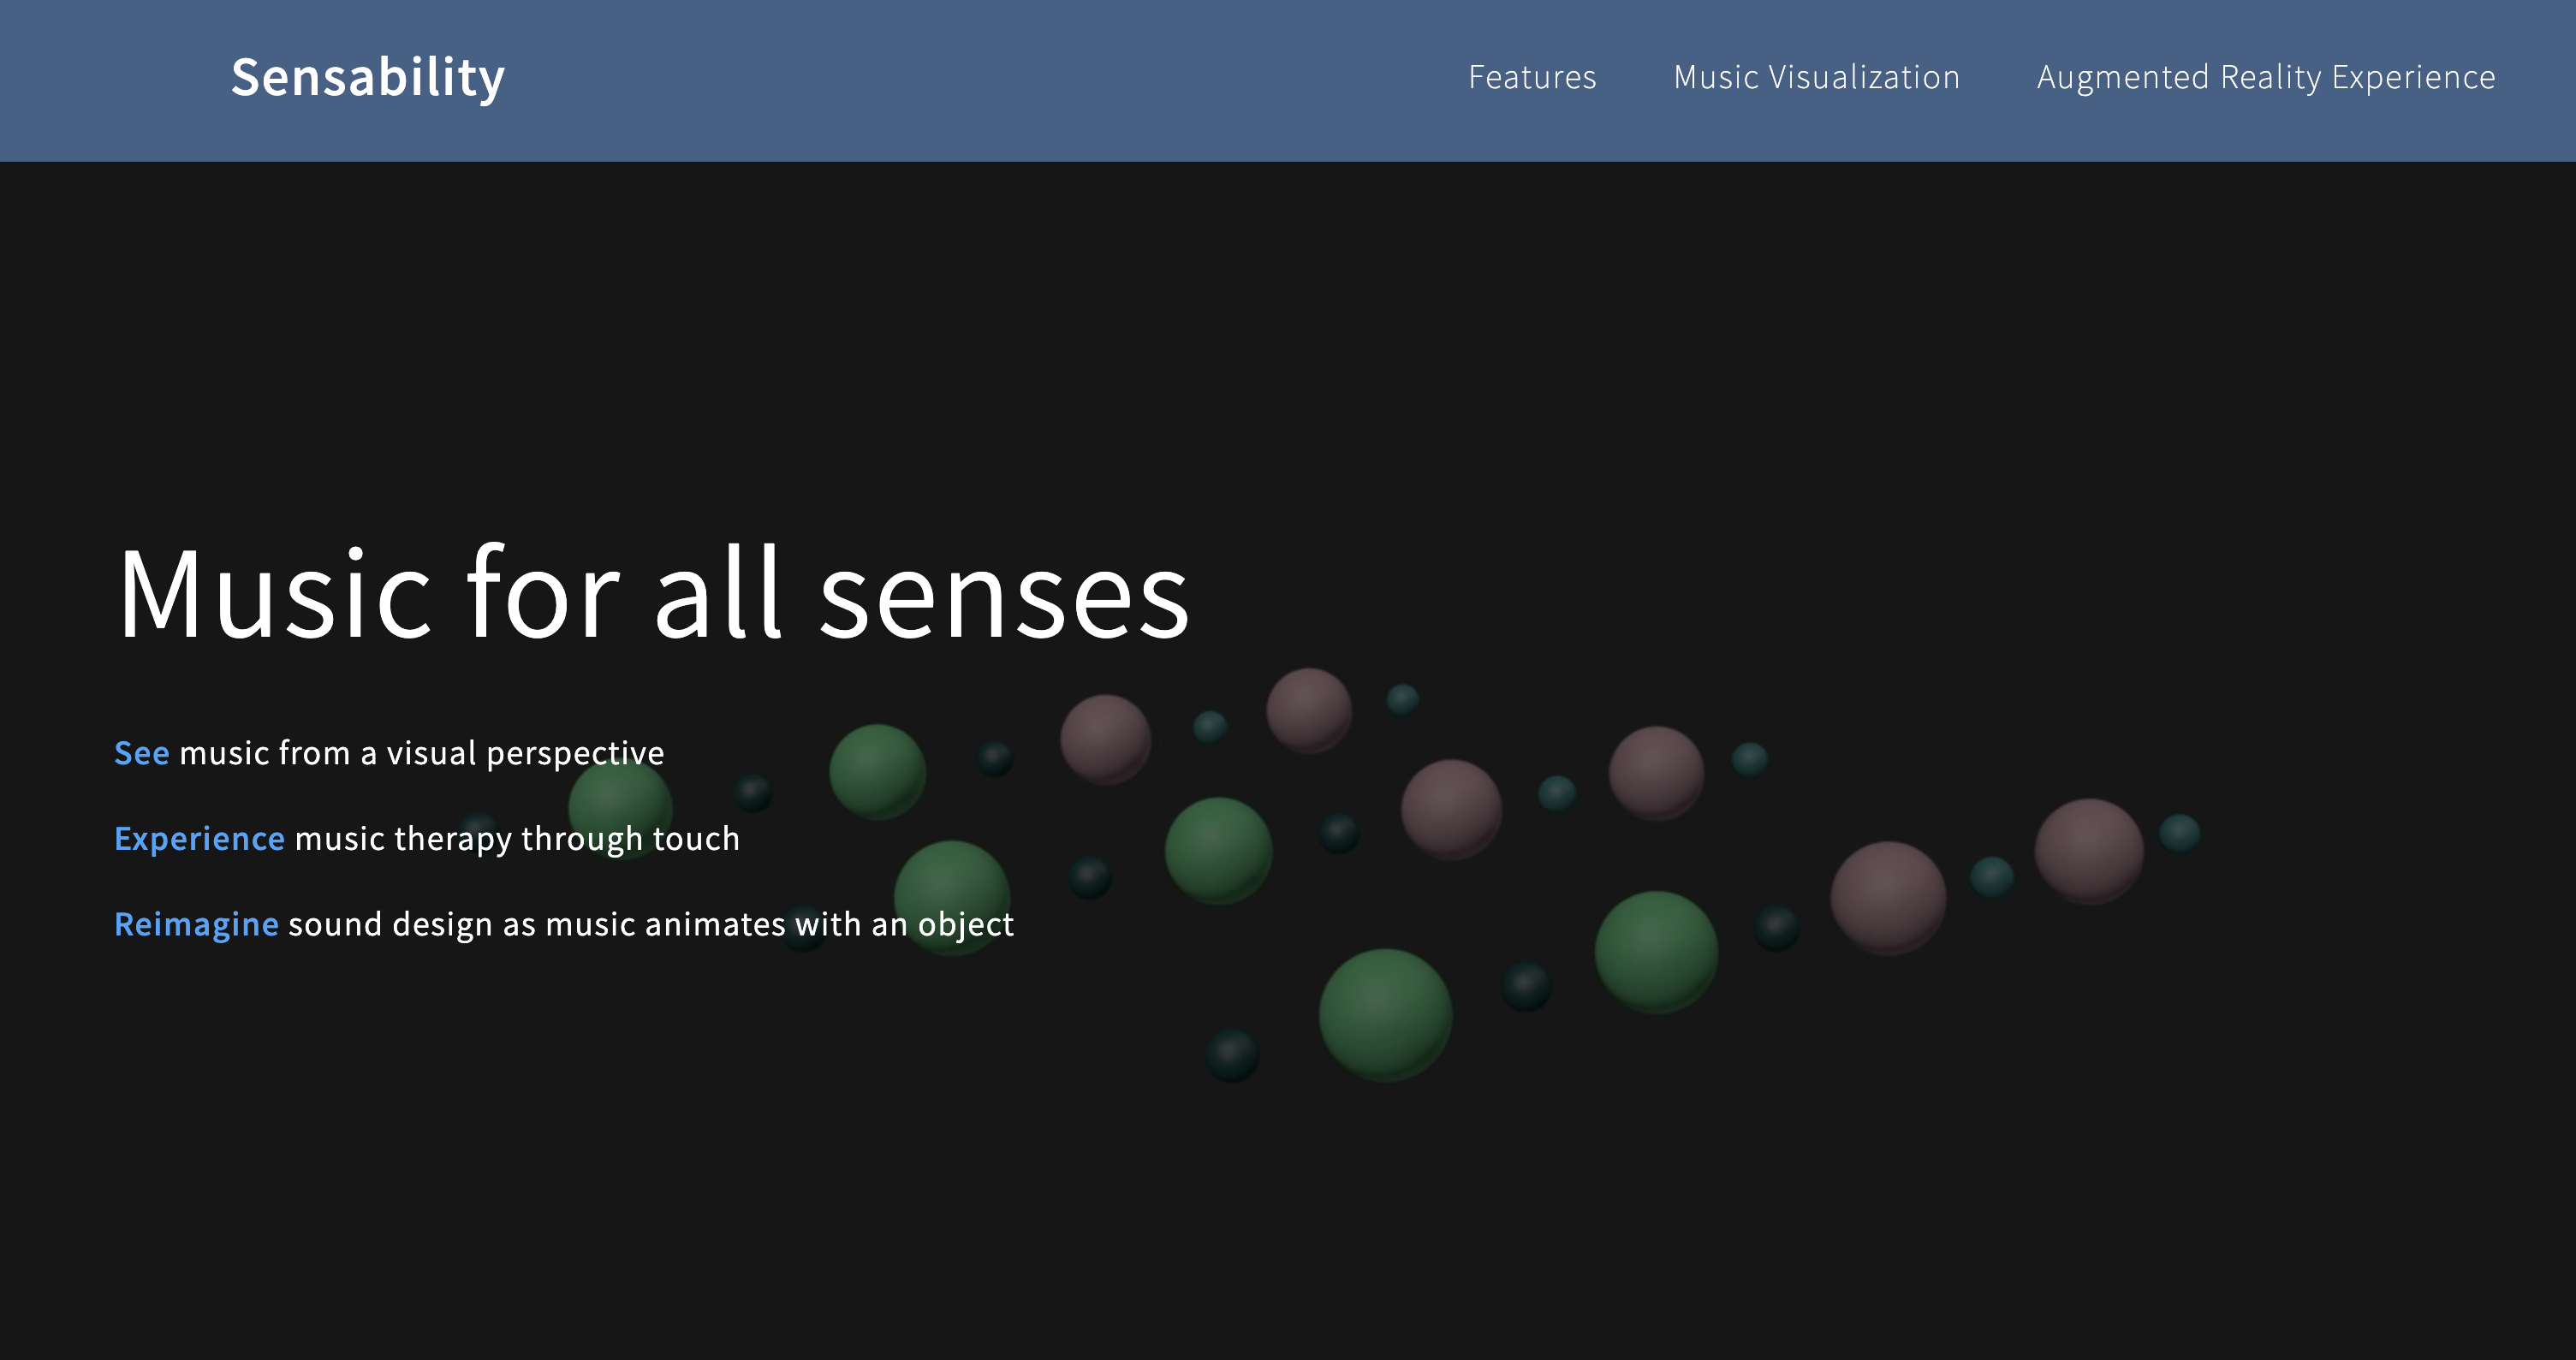 Sensability
Features
Music Visualization
Augmented Reality Experience
Music for all senses
See music from a visual perspective
Experience music therapy through touch
Reimagine sound design as music animates with an object